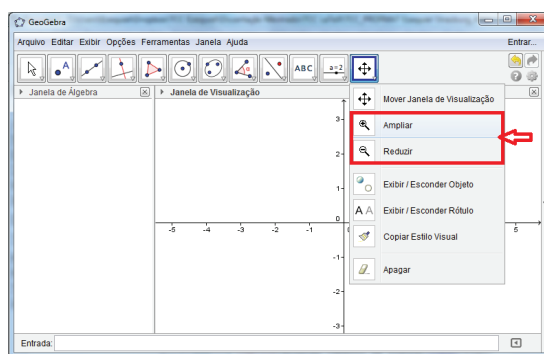 GeoGebra
Arquivo Editar Exibir Opções Ferramentas Janela Ajuda
Entrar...
A
α
ABC
a=2
Janela de Álgebra
Janela de Visualização
Mover Janela de Visualização
Ampliar
Reduzir
Exibir / Esconder Objeto
AA Exibir / Esconder Rótulo
Copiar Estilo Visual
Apagar
3
2
1
0
-5 -4 -3 -2 -1 5
-1
-2
-3
Entrada: